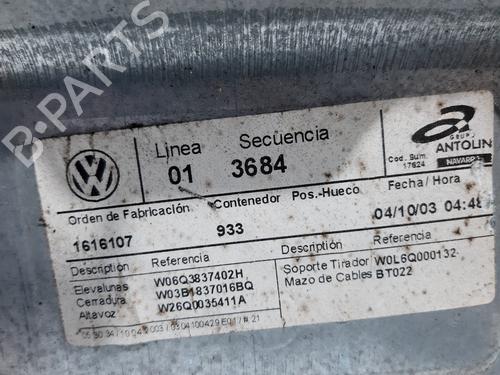 B-PARTS
Linea Secuencia
01 3684
GRUPO ANTOLIN
NAVARRA
Cod. Sum.
17624
Orden de Fabricación Contenedor Pos.-Hueco Fecha / Hora
1616107 933 04/10/03 04:48
Description Referencia Description Referencia
Elevalunas W06Q3837402H
Cerradura W03B1837016BQ
Altavoz W26Q0035411A
Soporte Tirador W0L6Q000132
Mazo de Cables BT022